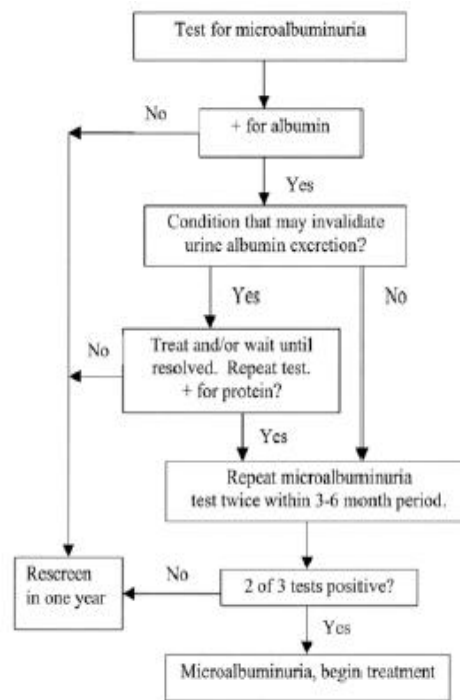 Test for microalbuminuria
No
+ for albumin
Yes
Condition that may invalidate
urine albumin excretion?
Yes
No
No
Treat and/or wait until
resolved. Repeat test.
+ for protein?
Yes
Repeat microalbuminuria
test twice within 3-6 month period.
Rescreen
in one year
No
2 of 3 tests positive?
Yes
Microalbuminuria, begin treatment